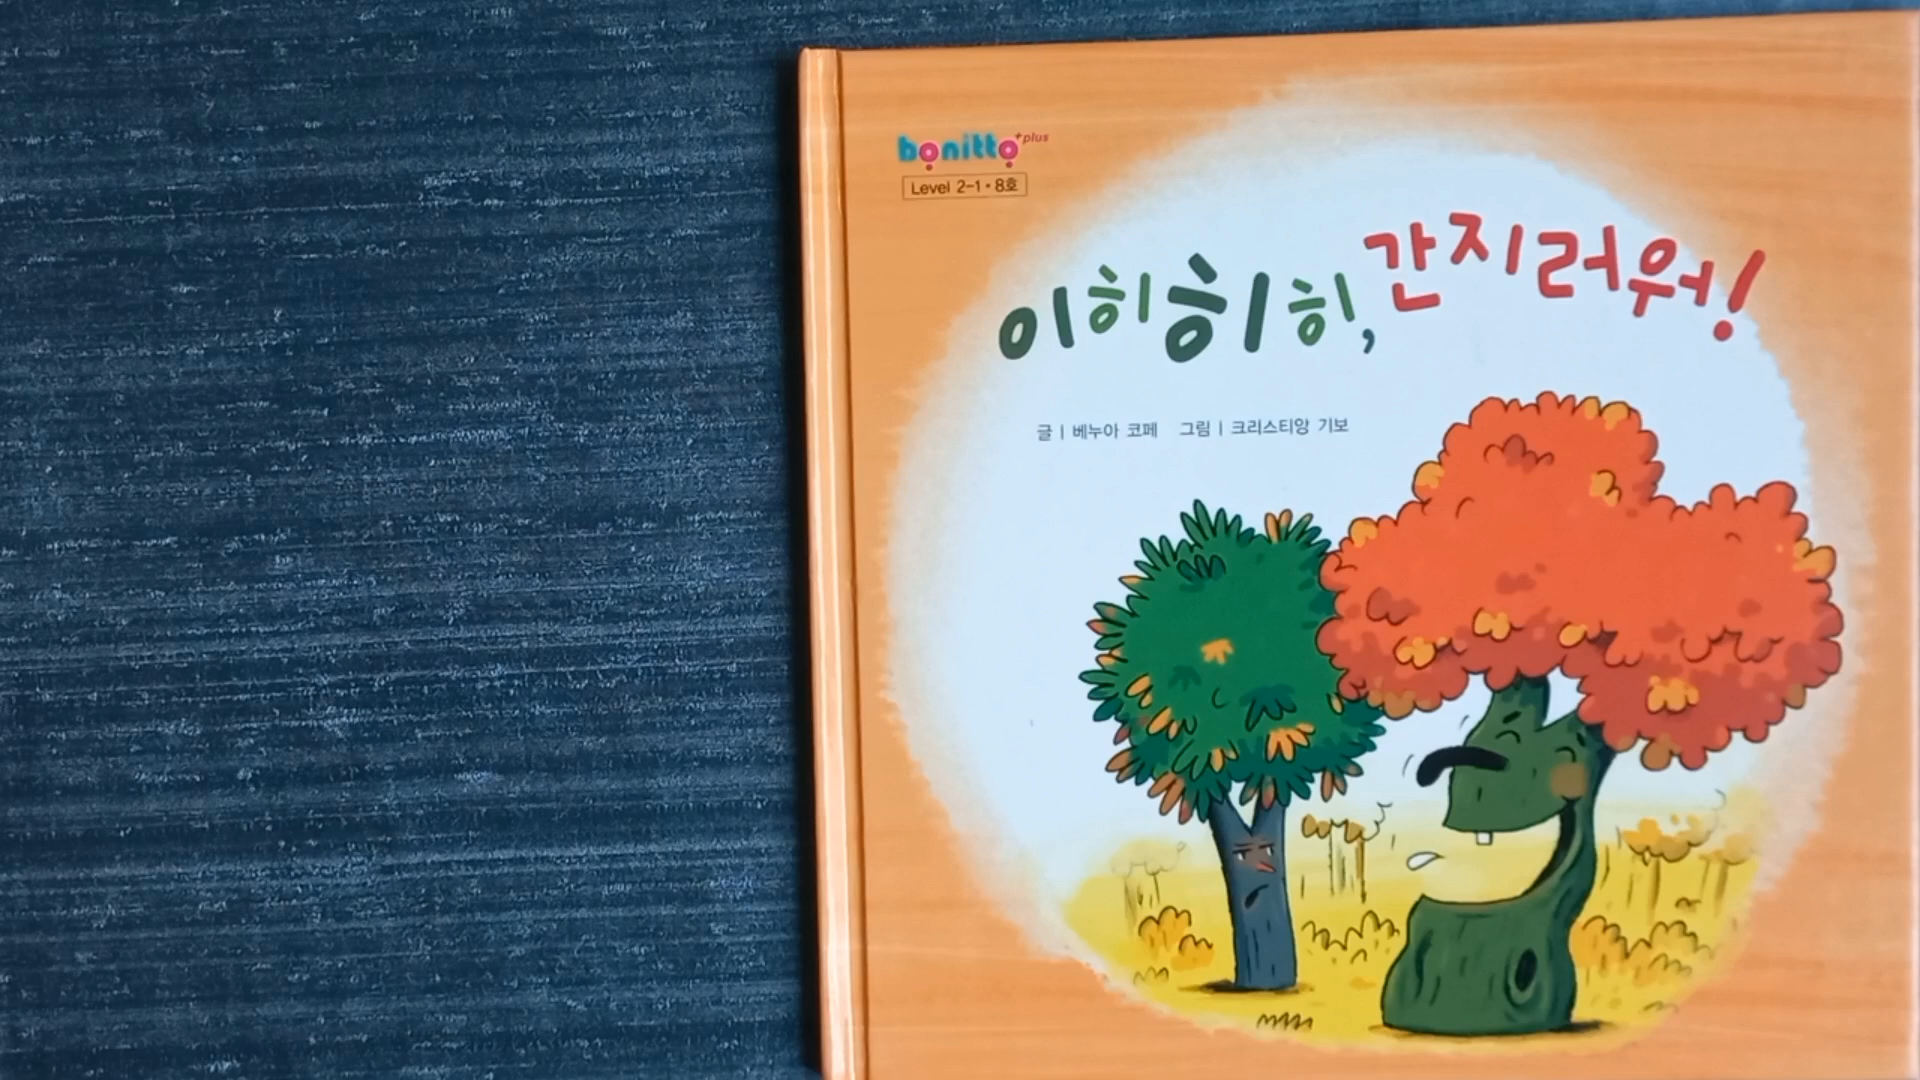 bonitto +plus
Level 2-1 • 8호
이히히히, 간지러워!
글 | 베누아 코페 그림 | 크리스티앙 기보